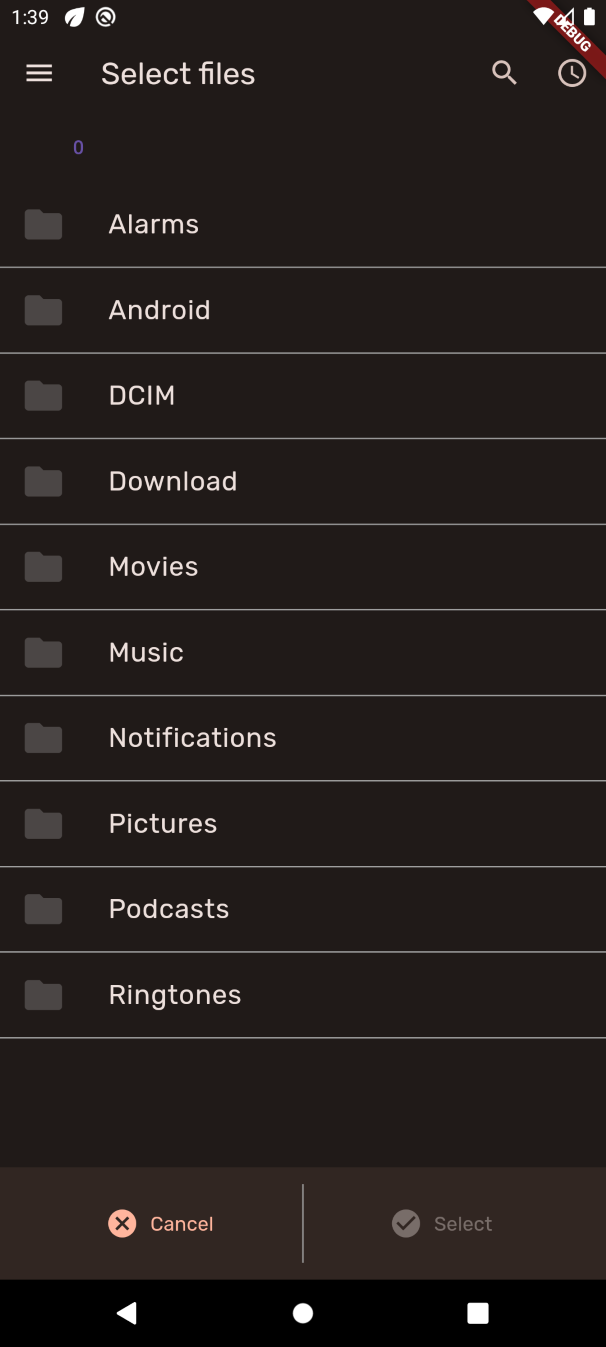 1:39
DEBUG
Select files
0
Alarms
Android
DCIM
Download
Movies
Music
Notifications
Pictures
Podcasts
Ringtones
Cancel
Select